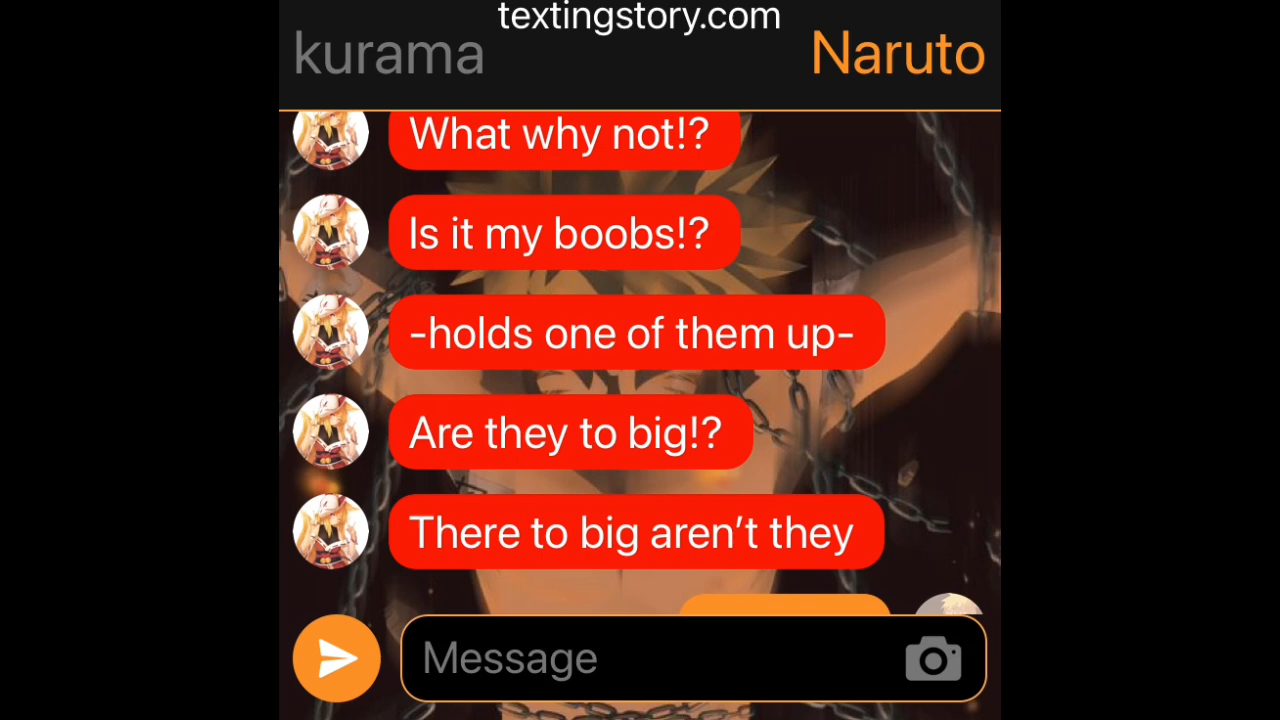 textingstory.com
kurama
Naruto
What why not!?
Is it my boobs!?
-holds one of them up-
Are they to big!?
There to big aren’t they
Message